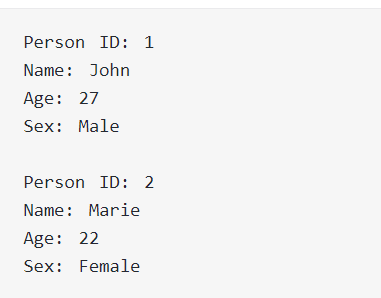 Person ID: 1
Name: John
Age: 27
Sex: Male
Person ID: 2
Name: Marie
Age: 22
Sex: Female